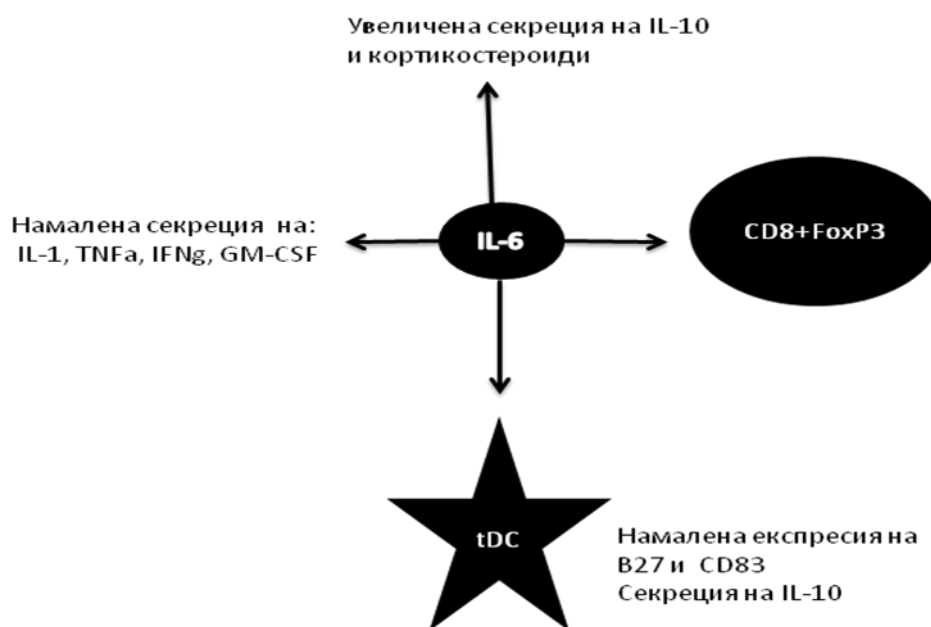 Увеличена секреция на IL-10
и кортикостероиди
Намалена секреция на:
IL-1, TNFa, IFNg, GM-CSF
IL-6
CD8+FoxP3
tDC
Намалена експресия на
B27 и CD83
Секреция на IL-10